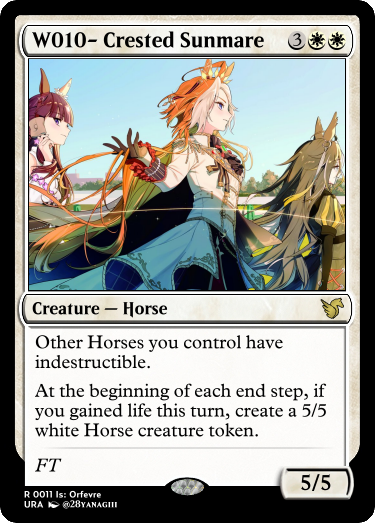 W010– Crested Sunmare 3
Creature — Horse
Other Horses you control have
indestructible.
At the beginning of each end step, if
you gained life this turn, create a 5/5
white Horse creature token.
FT
5/5
R 0011 Is: Orfevre
URA @28YANAGIII